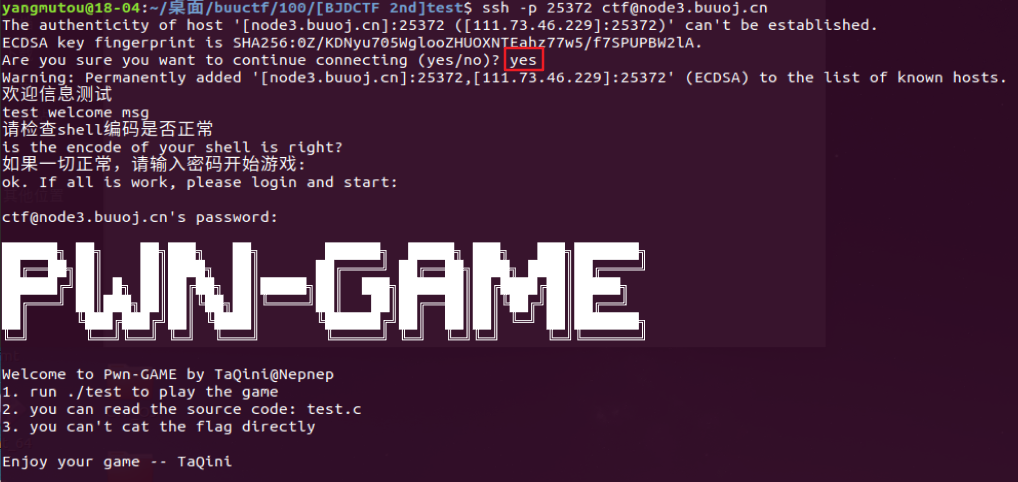 yangmutou@18-04:~/桌面/buuctf/100/[BJDCTF 2nd]test$ ssh -p 25372 ctf@node3.buuoj.cn
The authenticity of host '[node3.buuoj.cn]:25372 ([111.73.46.229]:25372)' can't be established.
ECDSA key fingerprint is SHA256:0Z/KDNyu705WglooZHUOXNTEahz77w5/f7SPUPBW2lA.
Are you sure you want to continue connecting (yes/no)? yes
Warning: Permanently added '[node3.buuoj.cn]:25372,[111.73.46.229]:25372' (ECDSA) to the list of known hosts.
欢迎信息测试
test welcome msg
请检查shell编码是否正常
is the encode of your shell is right?
如果一切正常，请输入密码开始游戏:
ok. If all is work, please login and start:
ctf@node3.buuoj.cn's password:
PWN-GAME
Welcome to Pwn-GAME by TaQini@Nepnep
1. run ./test to play the game
2. you can read the source code: test.c
3. you can't cat the flag directly
Enjoy your game -- TaQini